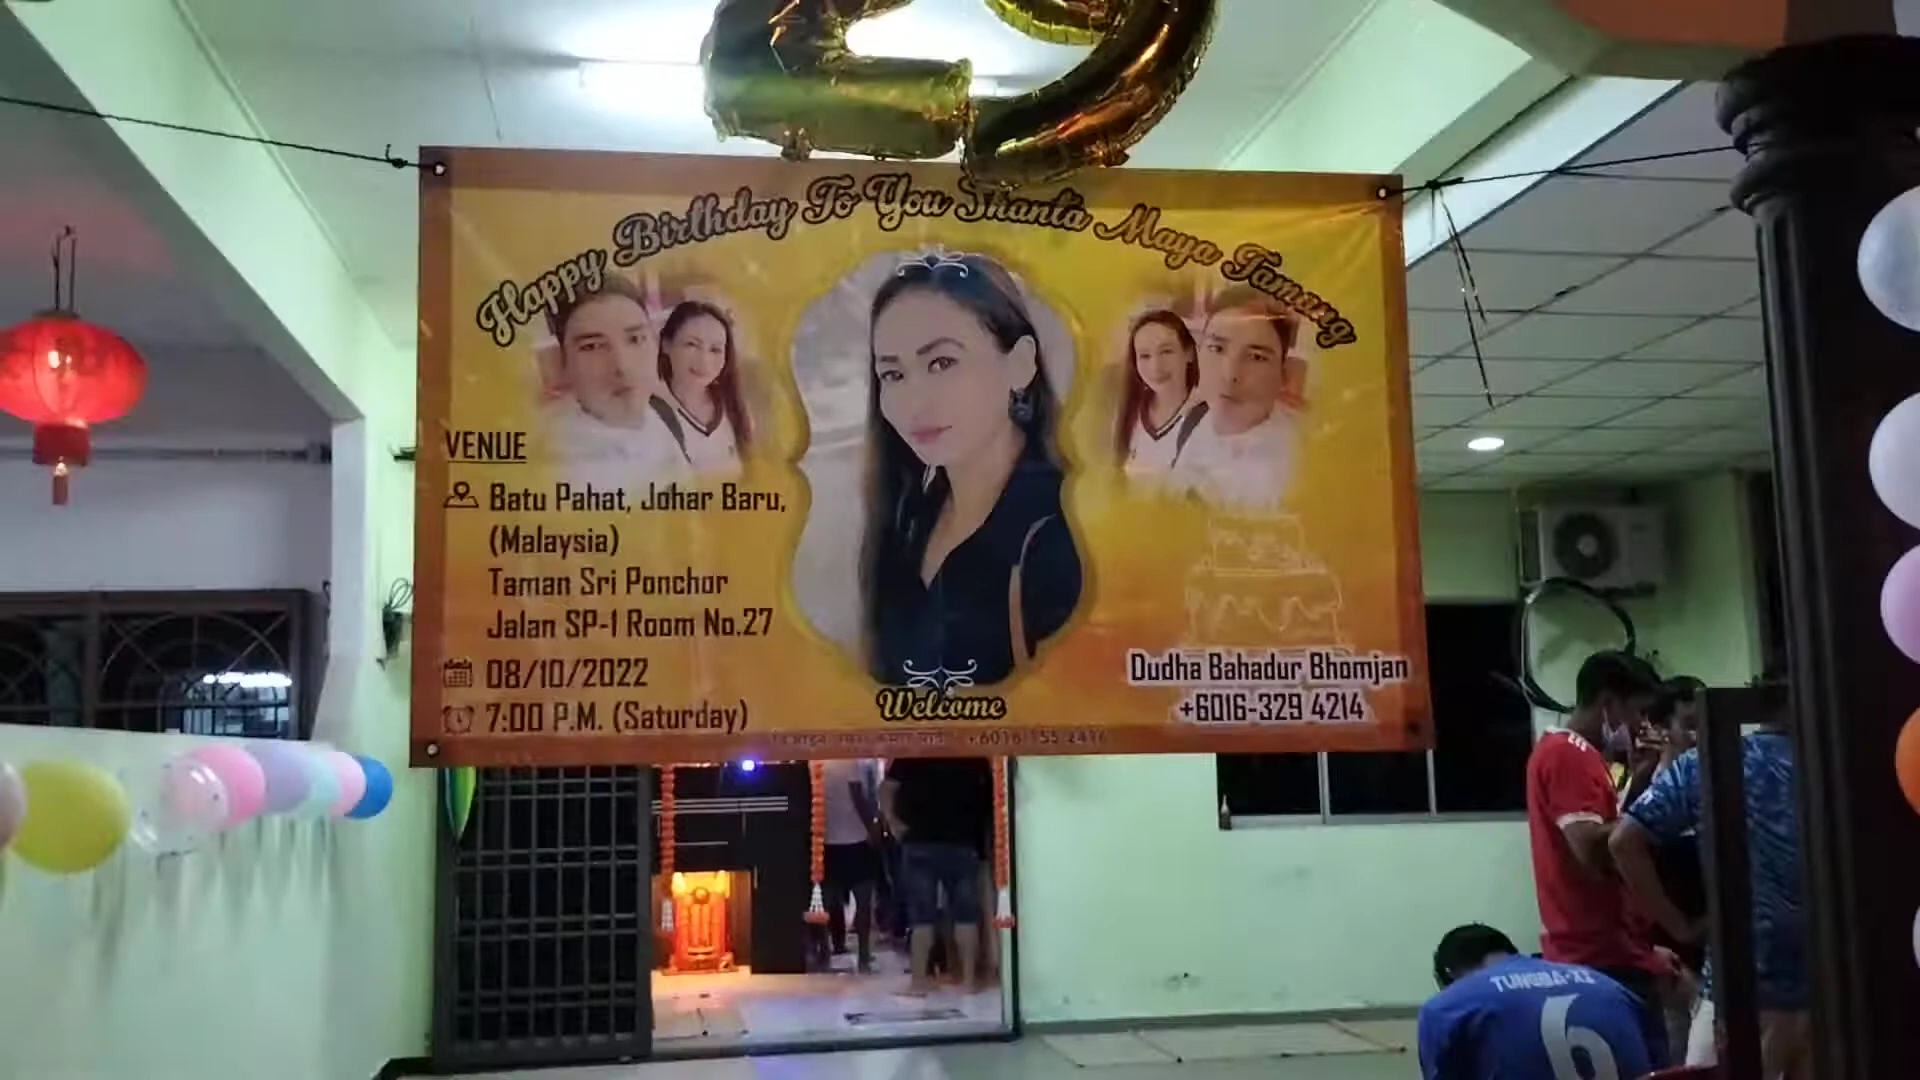 Happy Birthday To You Shanta Maya Tamang
VENUE
Batu Pahat, Johar Baru,
(Malaysia)
Taman Sri Ponchor
Jalan SP-1 Room No.27
08/10/2022
7:00 P.M. (Saturday)
Welcome
Dudha Bahadur Bhomjan
+6016-329 4214
TUNGBA-XI
6